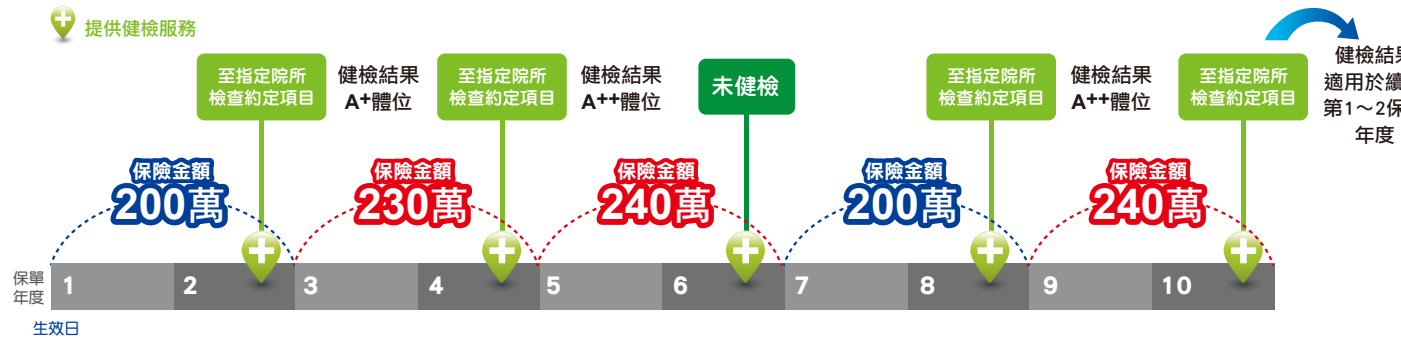 提供健檢服務
至指定院所
檢查約定項目
健檢結果
A+體位
至指定院所
檢查約定項目
健檢結果
A++體位
未健檢
至指定院所
檢查約定項目
健檢結果
A++體位
至指定院所
檢查約定項目
健檢結果
適用於續
第1～2保
年度
保險金額
200萬
保險金額
230萬
保險金額
240萬
保險金額
200萬
保險金額
240萬
保單
年度
1 2 3 4 5 6 7 8 9 10
生效日